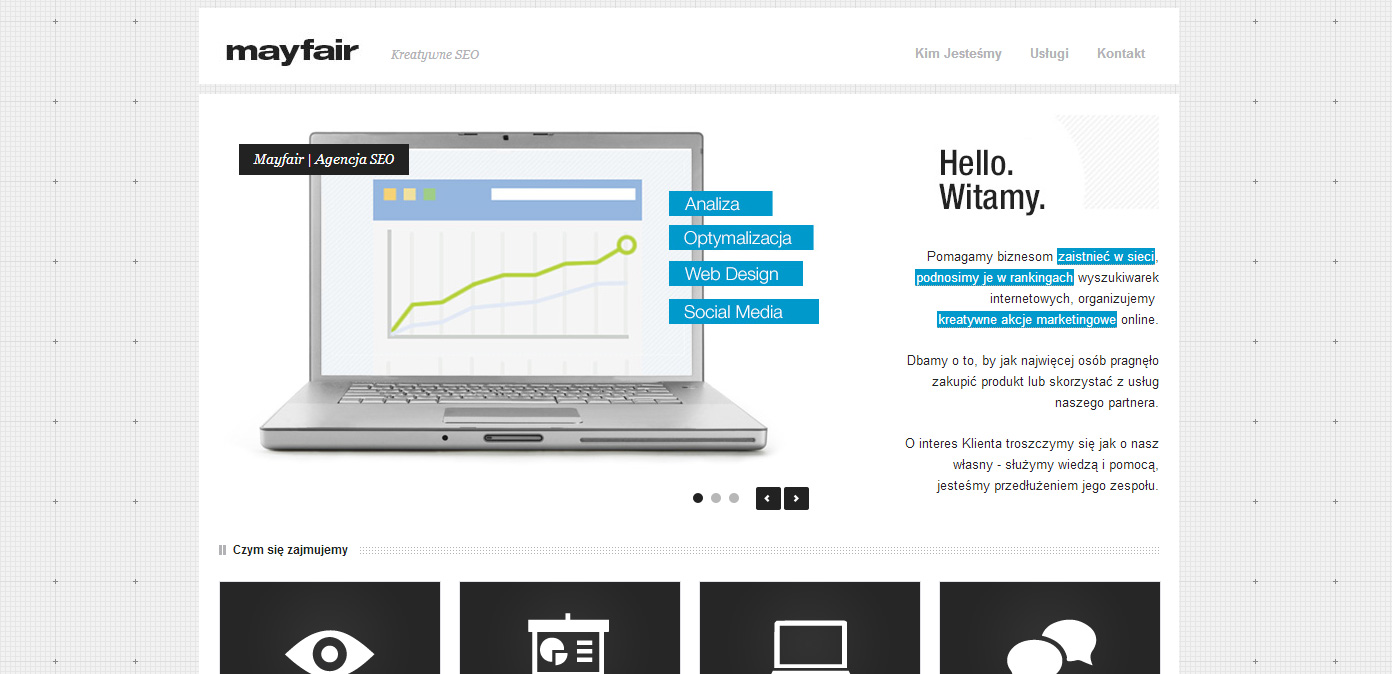 mayfair
Kreatywne SEO
Kim Jesteśmy
Usługi
Kontakt
Mayfair | Agencja SEO
Analiza
Optymalizacja
Web Design
Social Media
Hello.
Witamy.
Pomagamy biznesom zaistnieć w sieci,
podnosimy je w rankingach wyszukiwarek
internetowych, organizujemy
kreatywne akcje marketingowe online.
Dbamy o to, by jak najwięcej osób pragnęło
zakupić produkt lub skorzystać z usług
naszego partnera.
O interes Klienta troszczymy się jak o nasz
własny - służymy wiedzą i pomocą,
jesteśmy przedłużeniem jego zespołu.
Czym się zajmujemy